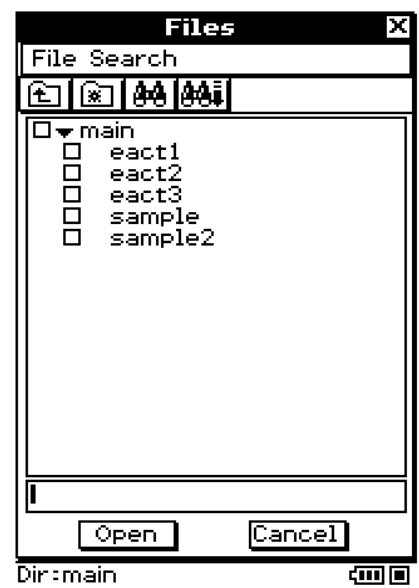 Files
File Search
main
eact1
eact2
eact3
sample
sample2
Open Cancel
Dir:main